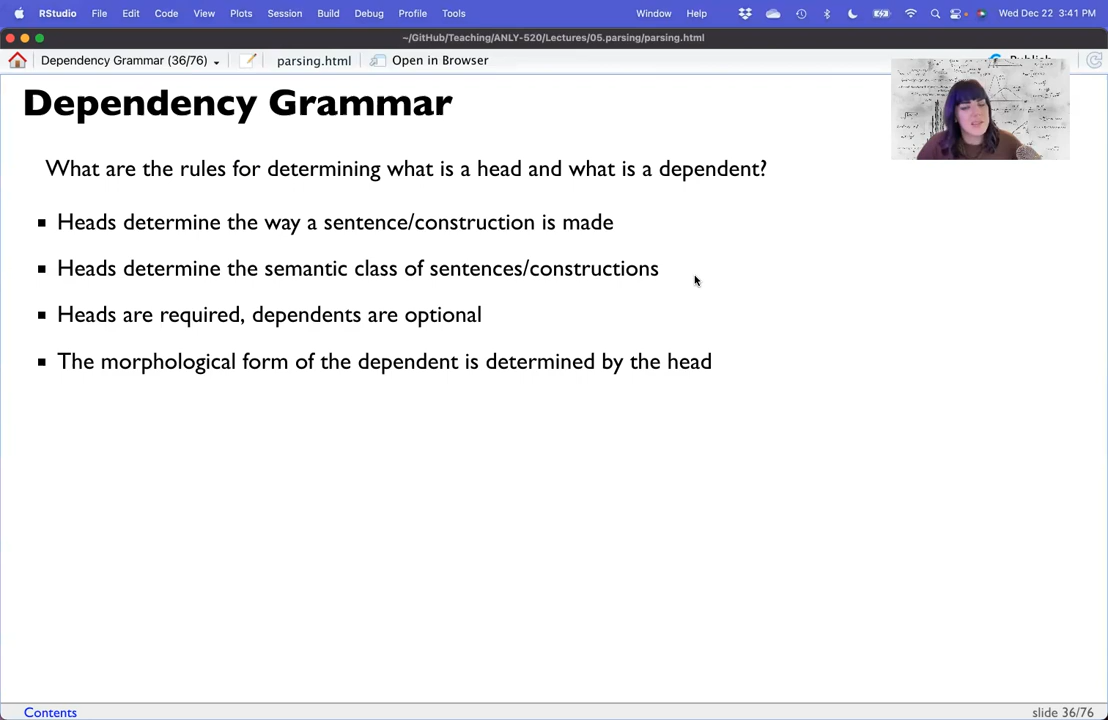 RStudio File Edit Code View Plots Session Build Debug Profile Tools Window Help Wed Dec 22 3:41 PM
~/GitHub/Teaching/ANLY-520/Lectures/05.parsing/parsing.html
Dependency Grammar (36/76) parsing.html Open in Browser Publish
Dependency Grammar
What are the rules for determining what is a head and what is a dependent?
Heads determine the way a sentence/construction is made
Heads determine the semantic class of sentences/constructions
Heads are required, dependents are optional
The morphological form of the dependent is determined by the head
Contents
slide 36/76